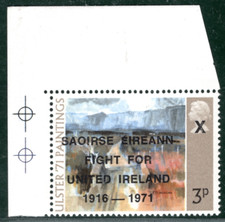 ULSTER '71 PAINTINGS
SAOIRSE EIREANN
FIGHT FOR
UNITED IRELAND
1916 — 1971
X
3p